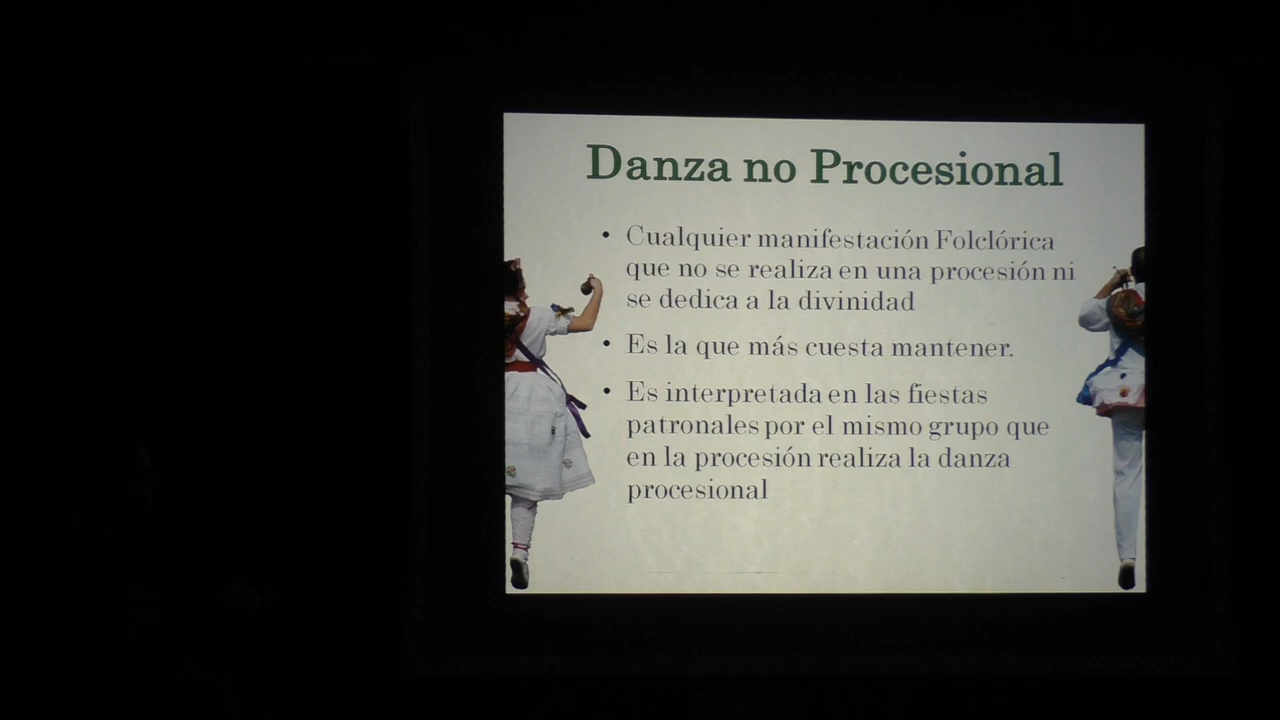 Danza no Procesional
• Cualquier manifestación Folclórica
que no se realiza en una procesión ni
se dedica a la divinidad
• Es la que más cuesta mantener.
• Es interpretada en las fiestas
patronales por el mismo grupo que
en la procesión realiza la danza
procesional